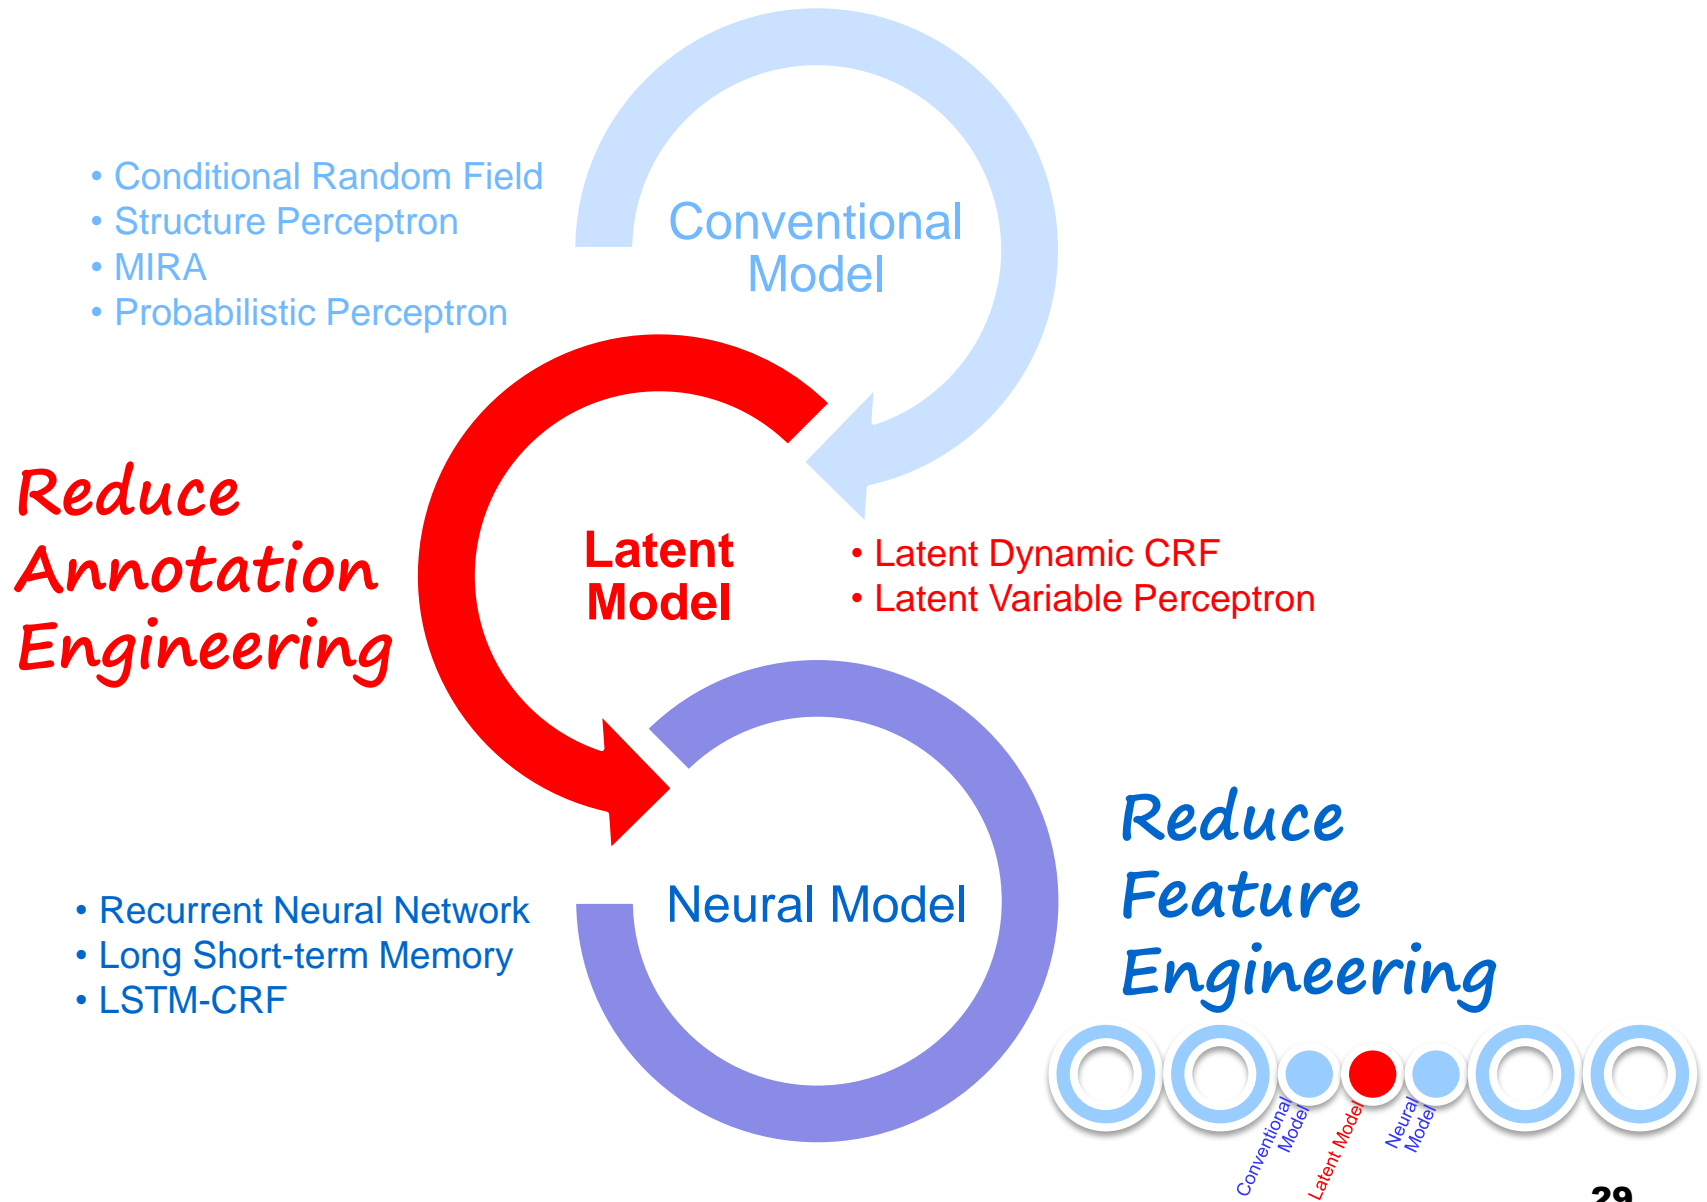 • Conditional Random Field
• Structure Perceptron
• MIRA
• Probabilistic Perceptron
Conventional
Model
Reduce
Annotation
Engineering
Latent
Model
• Latent Dynamic CRF
• Latent Variable Perceptron
• Recurrent Neural Network
• Long Short-term Memory
• LSTM-CRF
Neural Model
Reduce
Feature
Engineering
Conventional
Model
Latent Model
Neural
Model
29